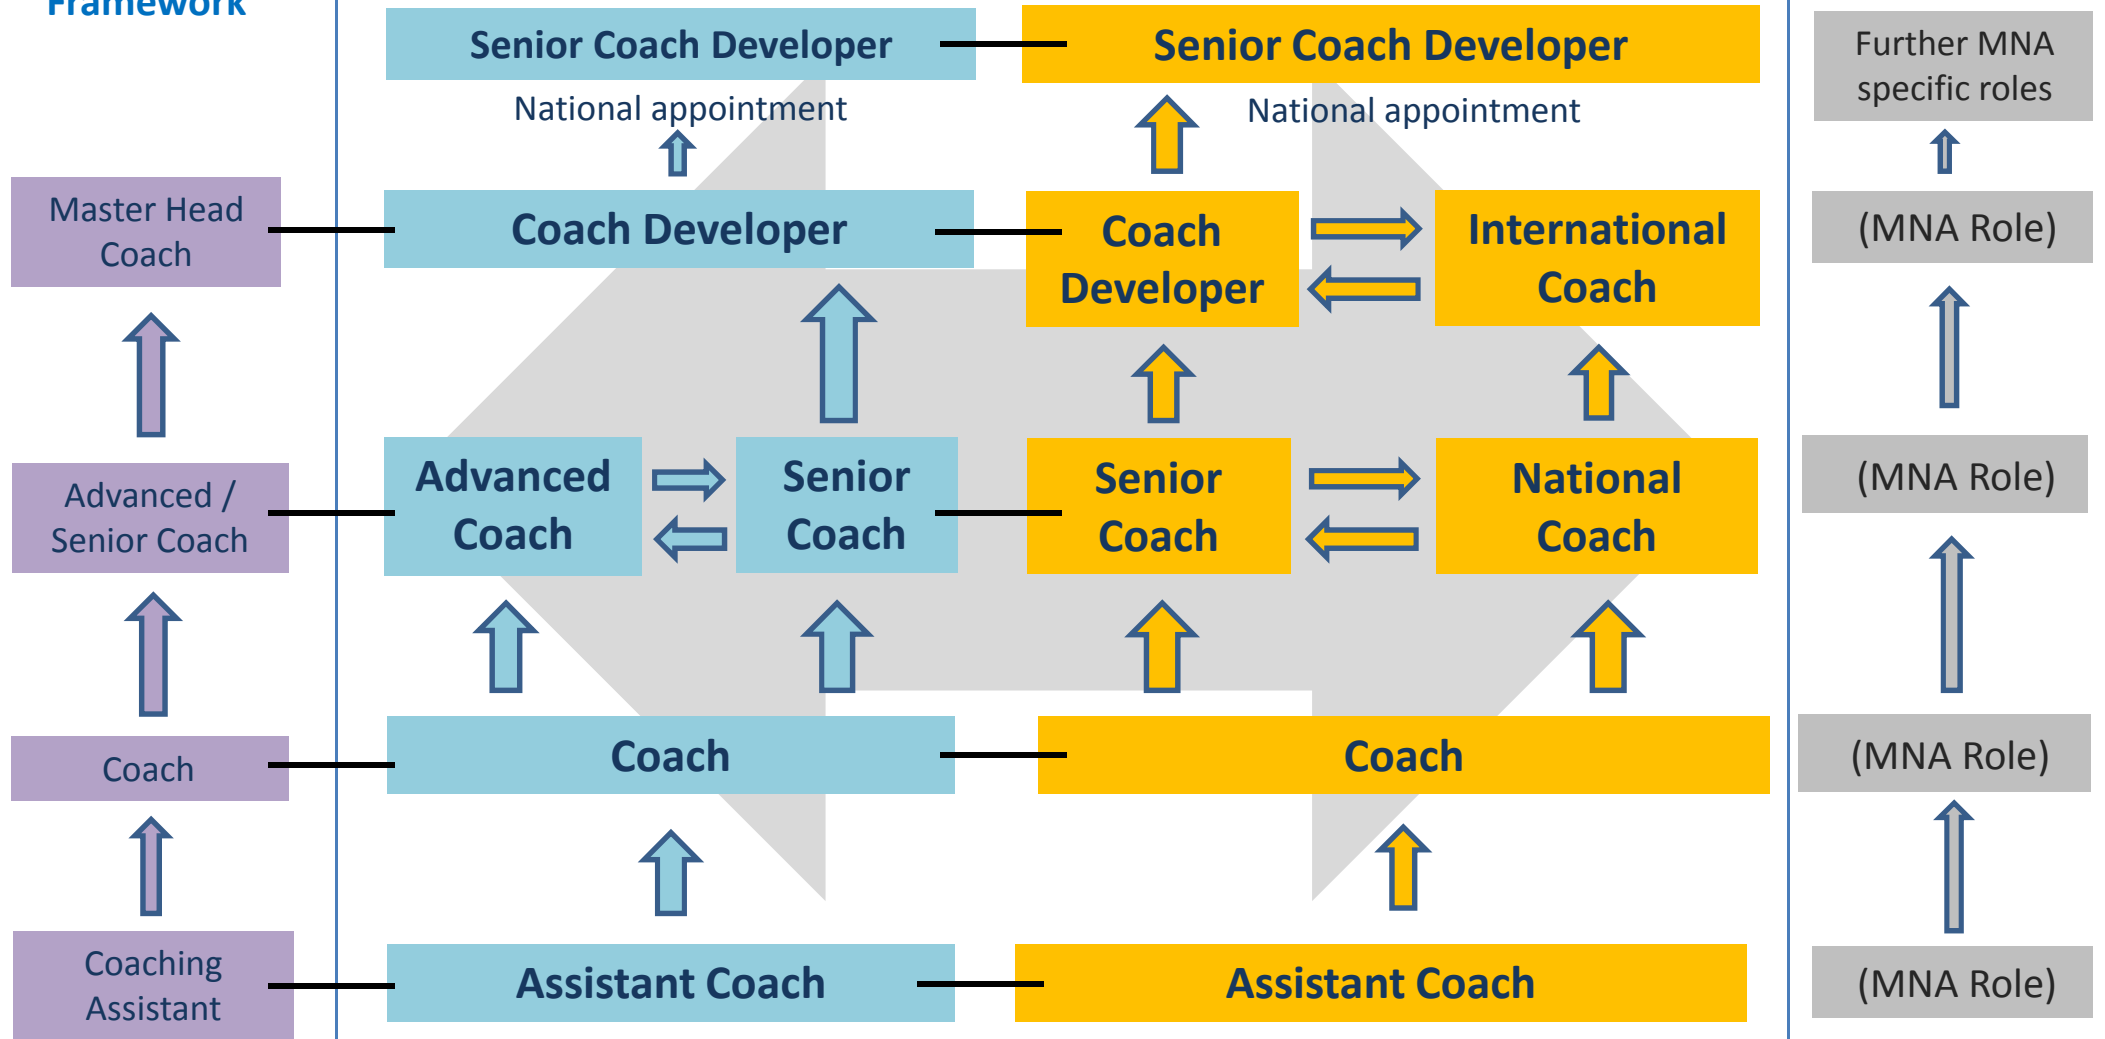 Framework
Senior Coach Developer
Senior Coach Developer
Further MNA
specific roles
National appointment
National appointment
Master Head
Coach
Coach Developer
Coach
Developer
International
Coach
(MNA Role)
Advanced /
Senior Coach
Advanced
Coach
Senior
Coach
Senior
Coach
National
Coach
(MNA Role)
Coach
Coach
Coach
(MNA Role)
Coaching
Assistant
Assistant Coach
Assistant Coach
(MNA Role)